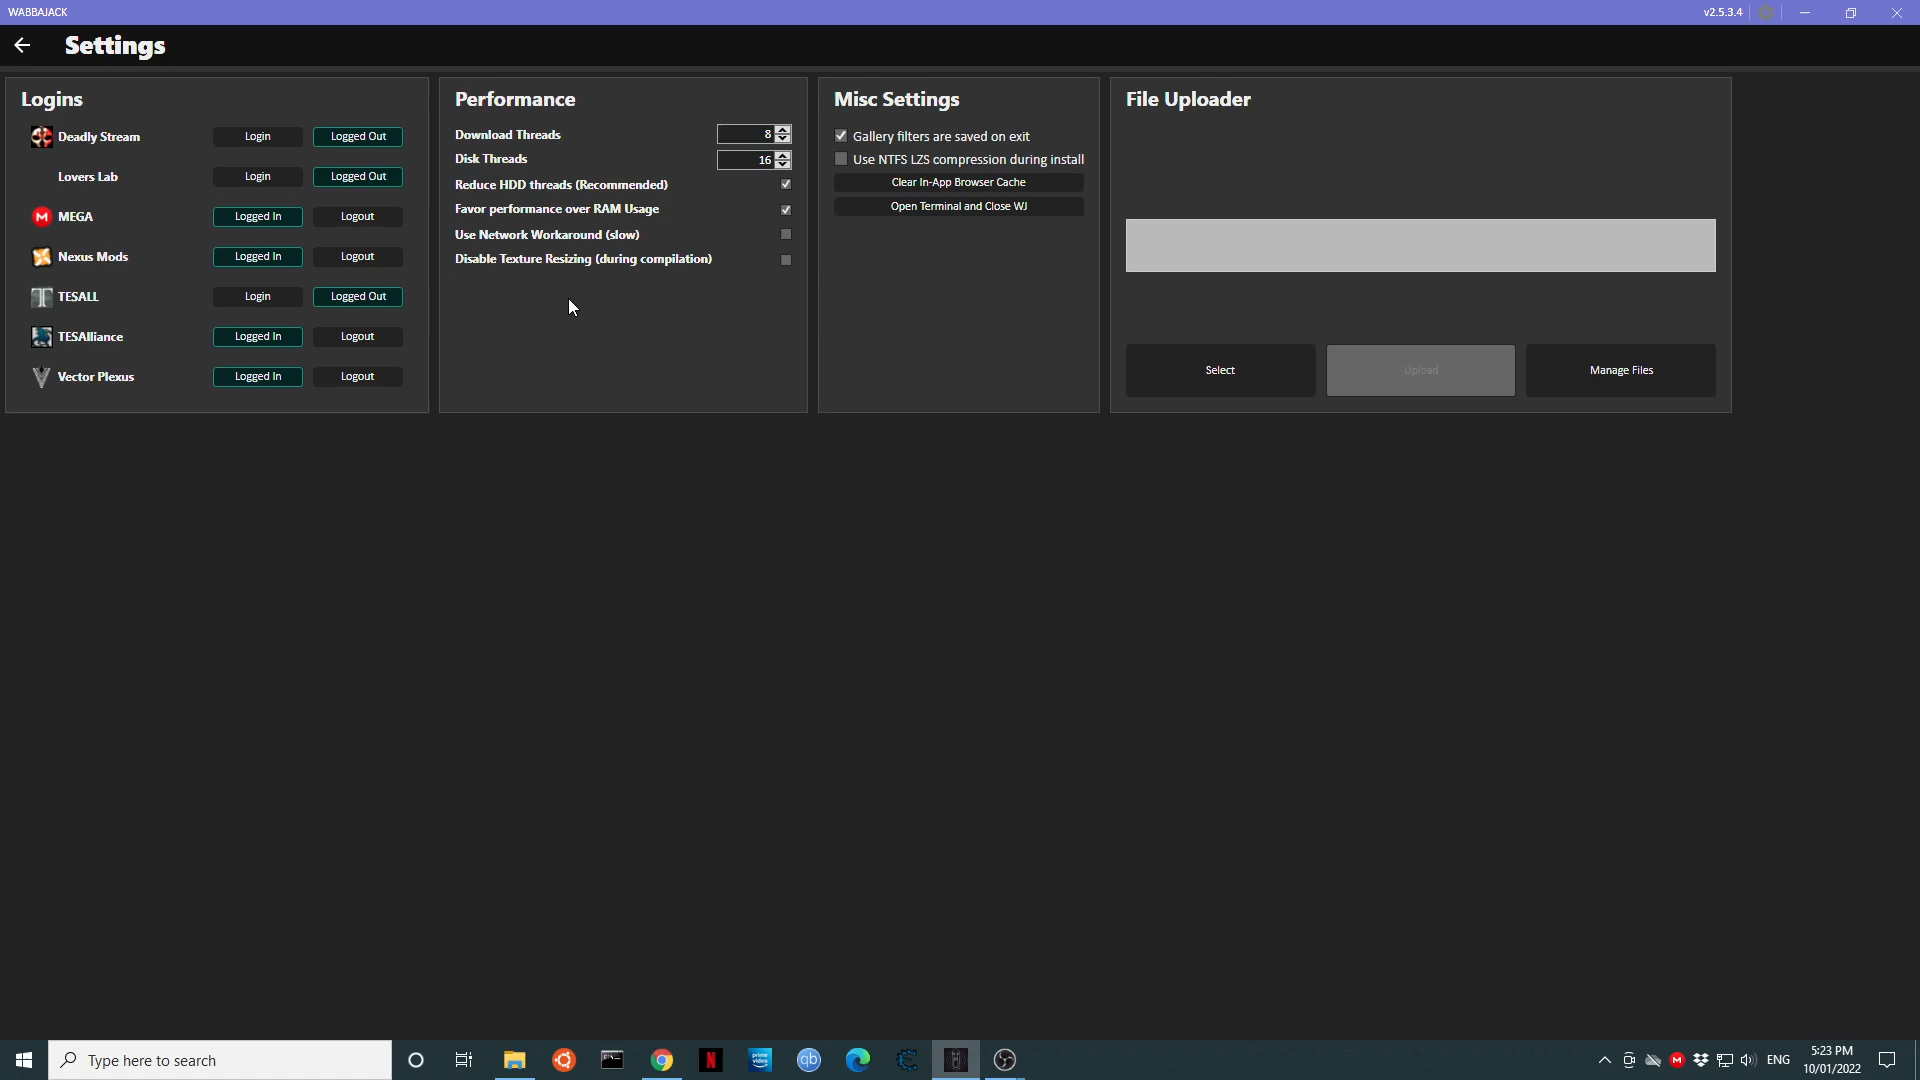 WABBAJACK
v2.5.3.4
Settings
Logins
Deadly Stream
Login
Logged Out
Lovers Lab
Login
Logged Out
MEGA
Logged In
Logout
Nexus Mods
Logged In
Logout
TESALL
Login
Logged Out
TESAlliance
Logged In
Logout
Vector Plexus
Logged In
Logout
Performance
Download Threads
8
Disk Threads
16
Reduce HDD threads (Recommended)
Favor performance over RAM Usage
Use Network Workaround (slow)
Disable Texture Resizing (during compilation)
Misc Settings
Gallery filters are saved on exit
Use NTFS LZS compression during install
Clear In-App Browser Cache
Open Terminal and Close WJ
File Uploader
Select
Upload
Manage Files
Type here to search
N
prime video
qb
M
ENG
5:23 PM
10/01/2022